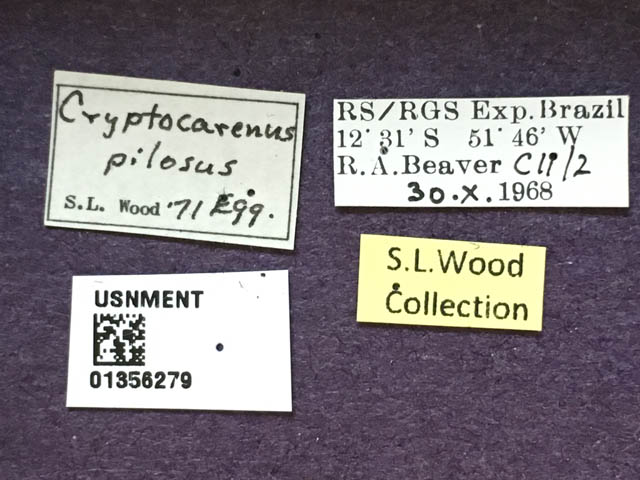 Cryptocarenus
pilosus
S.L. Wood '71 Egg.
RS/RGS Exp. Brazil
12° 31' S 51° 46' W
R.A. Beaver C11/2
30.X.1968
S.L.Wood
Collection
USNMENT
01356279